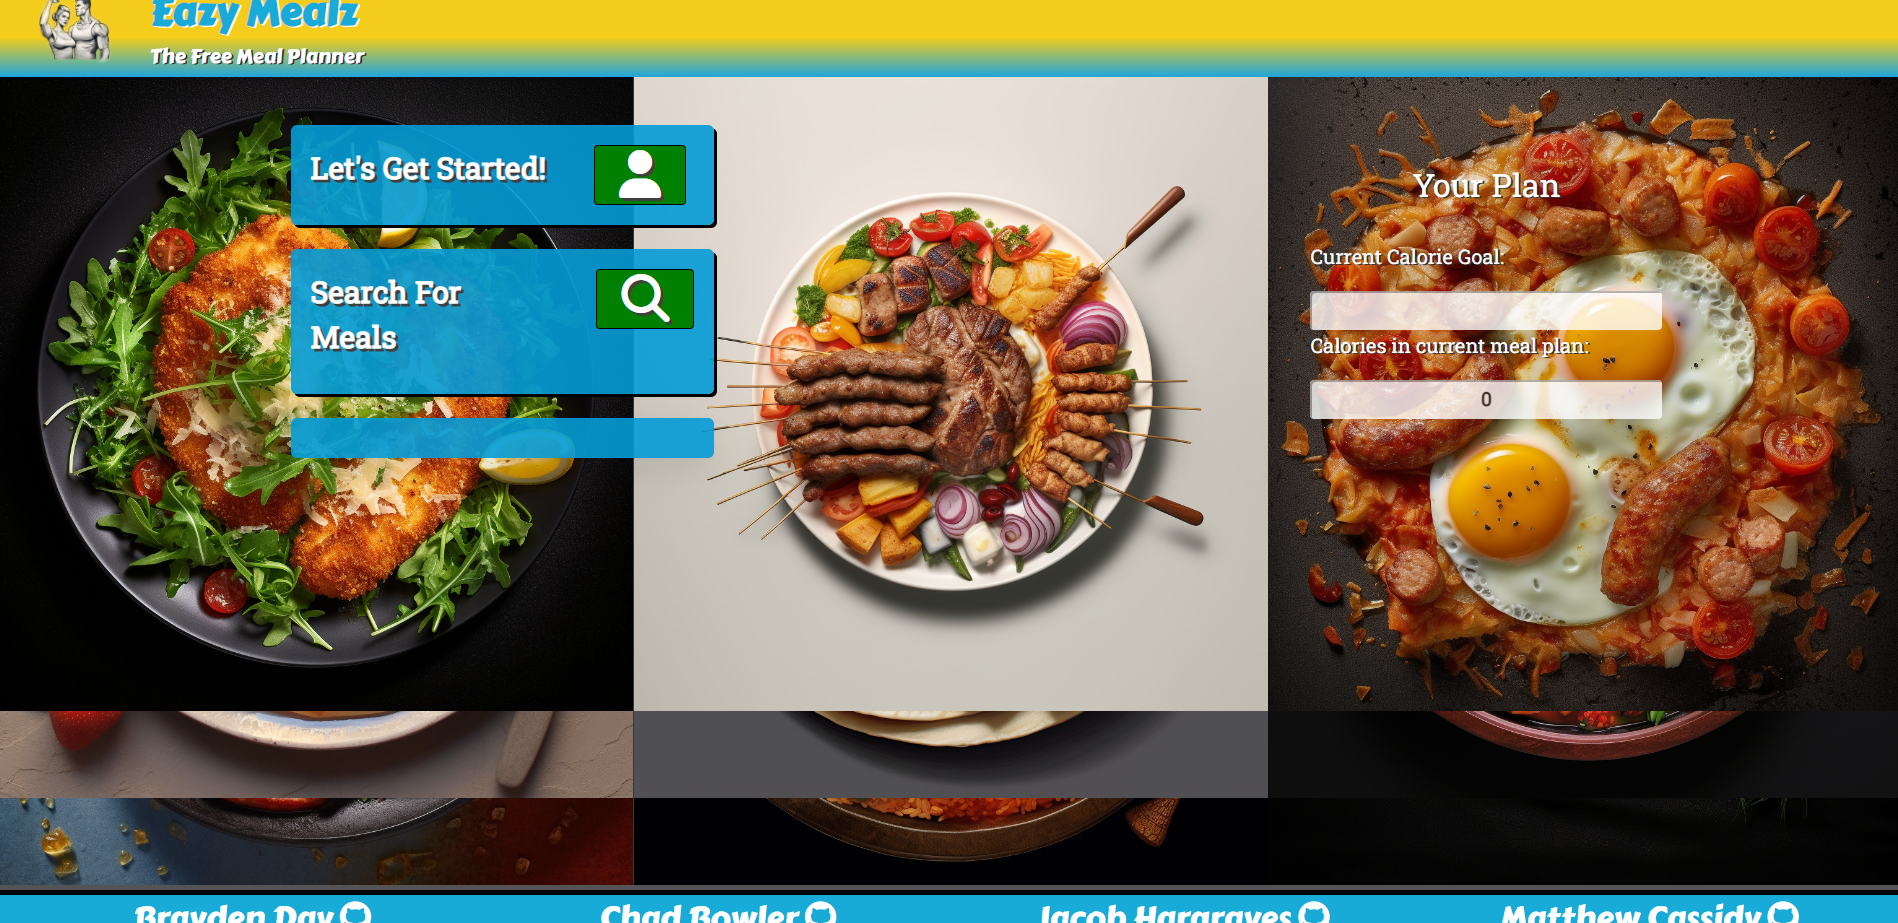 Eazy Mealz
The Free Meal Planner
Let's Get Started!
Search For
Meals
Your Plan
Current Calorie Goal:
Calories in current meal plan:
0
Brayden Day
Chad Bowler
Jacob Hargraves
Matthew Cassidy